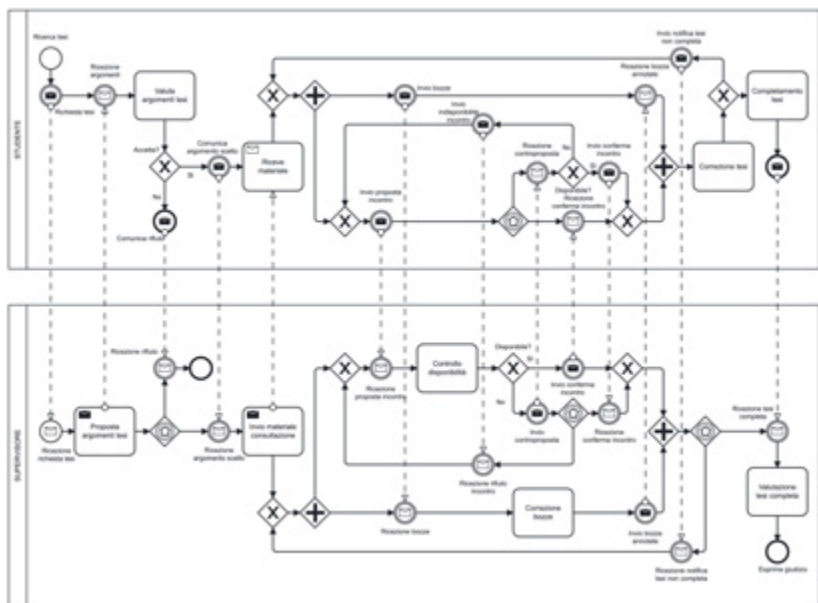 STUDENTE
Ricerca tesi
Richiesta tesi
Ricezione
argomenti
Valuta
argomenti tesi
Accetta?
Si
No
Comunica rifiuto
Comunica
argomento scelto
Riceve
materiale
Invio bozze
Invio
indisponibilità
incontro
Invio proposta
incontro
Ricezione
controproposta
No
Si
Disponibile?
Invio conferma
incontro
Ricezione
conferma incontro
Ricezione bozze
annotate
Invio notifica tesi
non completa
Correzione tesi
Completamento
tesi
SUPERVISORE
Ricezione
richiesta tesi
Proposta
argomenti tesi
Ricezione rifiuto
Ricezione
argomento scelto
Invio materiale
consultazione
Ricezione
proposta incontro
Controllo
disponibilità
Disponibile?
Si
No
Invio conferma
incontro
Invio
controproposta
Ricezione
conferma incontro
Ricezione rifiuto
incontro
Ricezione bozze
Correzione
bozze
Invio bozze
annotate
Ricezione notifica
tesi non completa
Ricezione tesi
completa
Valutazione
tesi completa
Esprime giudizio